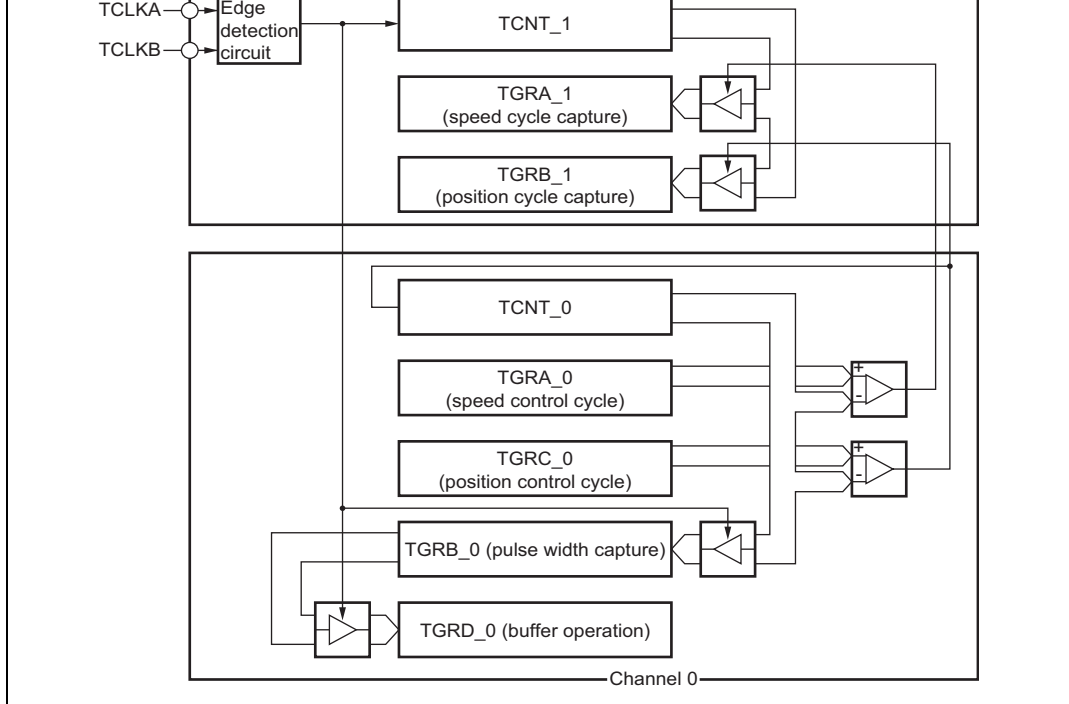 TCLKA
TCLKB
Edge
detection
circuit
TCNT_1
TGRA_1
(speed cycle capture)
TGRB_1
(position cycle capture)
TCNT_0
TGRA_0
(speed control cycle)
+
-
TGRC_0
(position control cycle)
+
-
TGRB_0 (pulse width capture)
TGRD_0 (buffer operation)
Channel 0